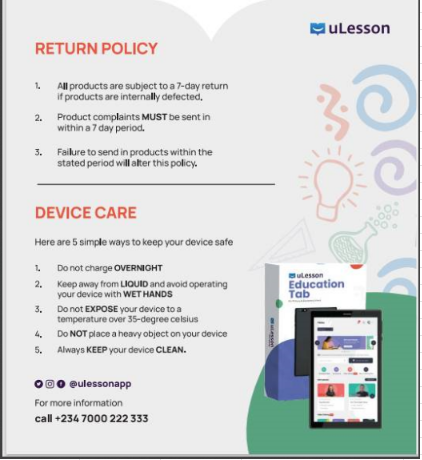 uLesson
RETURN POLICY
1. All products are subject to a 7-day return
if products are internally defected.
2. Product complaints MUST be sent in
within a 7 day period.
3. Failure to send in products within the
stated period will alter this policy.
DEVICE CARE
Here are 5 simple ways to keep your device safe
1. Do not charge OVERNIGHT
2. Keep away from LIQUID and avoid operating
your device with WET HANDS
3. Do not EXPOSE your device to a
temperature over 35-degree celsius
4. Do NOT place a heavy object on your device
5. Always KEEP your device CLEAN.
@ulessonapp
For more information
call +234 7000 222 333
uLesson
Education
Tab